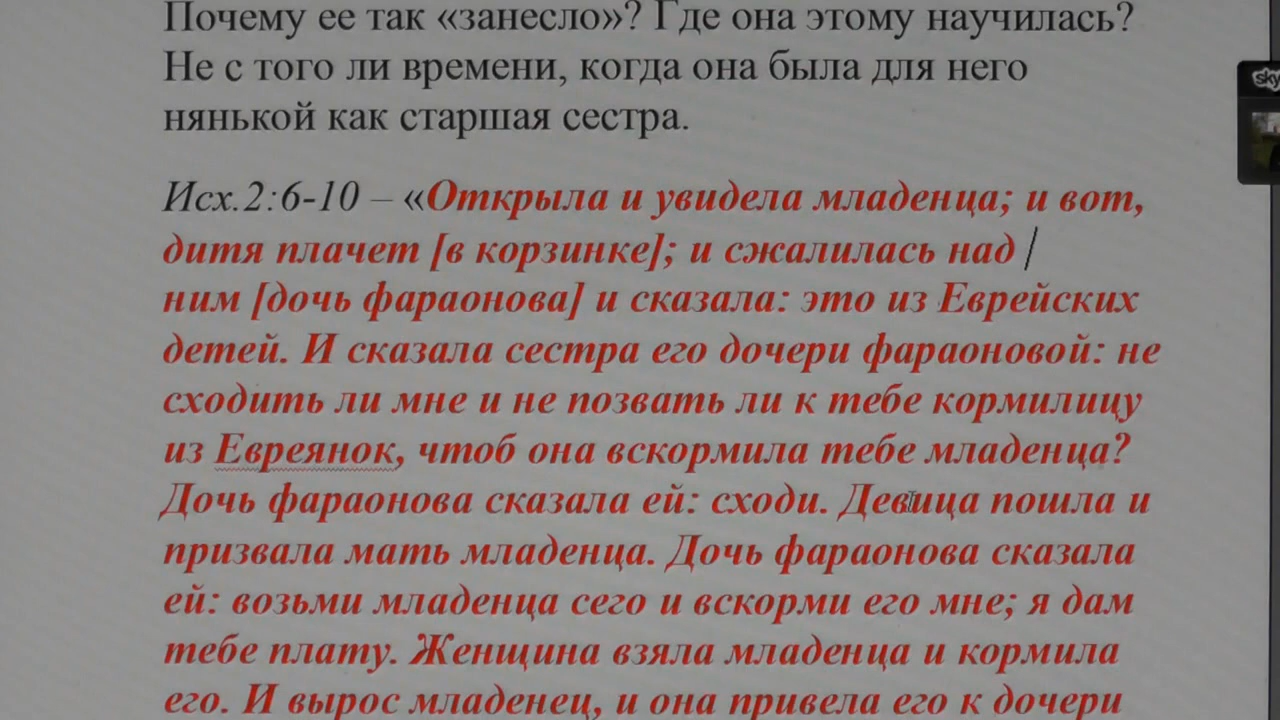 Почему ее так «занесло»? Где она этому научилась?
Не с того ли времени, когда она была для него
нянькой как старшая сестра.
Исх.2:6-10 – «Открыла и увидела младенца; и вот,
дитя плачет [в корзинке]; и сжалилась над
ним [дочь фараонова] и сказала: это из Еврейских
детей. И сказала сестра его дочери фараоновой: не
сходить ли мне и не позвать ли к тебе кормилицу
из Евреянок, чтоб она вскормила тебе младенца?
Дочь фараонова сказала ей: сходи. Девица пошла и
призвала мать младенца. Дочь фараонова сказала
ей: возьми младенца сего и вскорми его мне; я дам
тебе плату. Женщина взяла младенца и кормила
его. И вырос младенец, и она привела его к дочери
sky